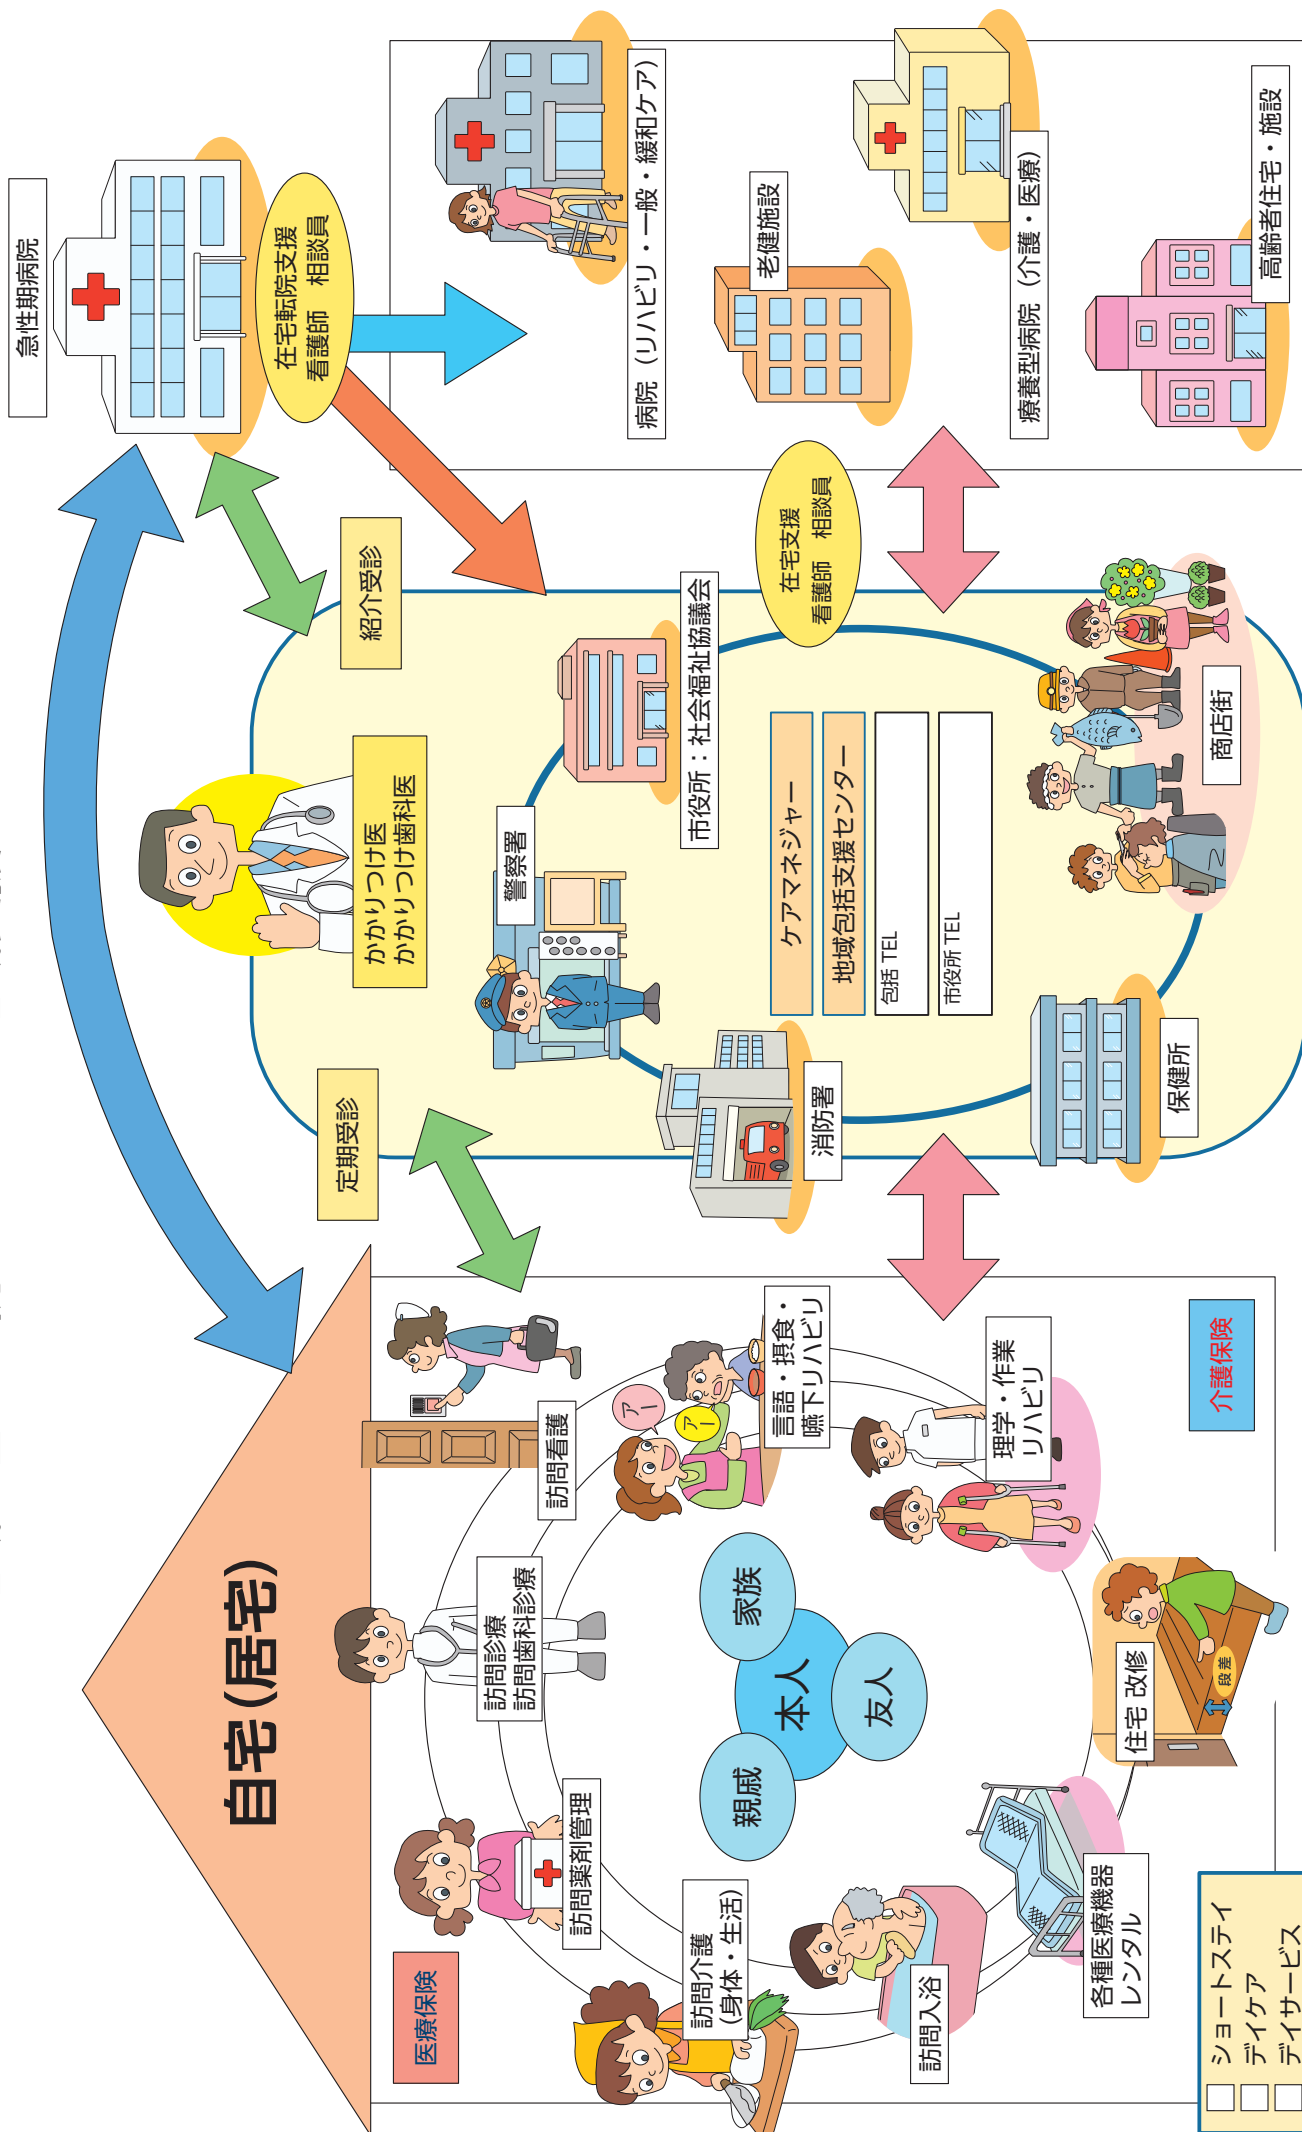 自宅(居宅)
医療保険
訪問薬剤管理
訪問診療
訪問歯科診療
訪問看護
訪問介護
(身体・生活)
親戚
本人
家族
友人
アー
アー
言語・摂食・
嚥下リハビリ
訪問入浴
理学・作業
リハビリ
各種医療機器
レンタル
住宅 改修
段差
介護保険
ショートステイ
デイケア
デイサービス
定期受診
かかりつけ医
かかりつけ歯科医
紹介受診
警察署
市役所：社会福祉協議会
消防署
ケアマネジャー
地域包括支援センター
包括 TEL
市役所 TEL
在宅支援
看護師　相談員
保健所
商店街
急性期病院
在宅転院支援
看護師　相談員
病院（リハビリ・一般・緩和ケア）
老健施設
療養型病院（介護・医療）
高齢者住宅・施設